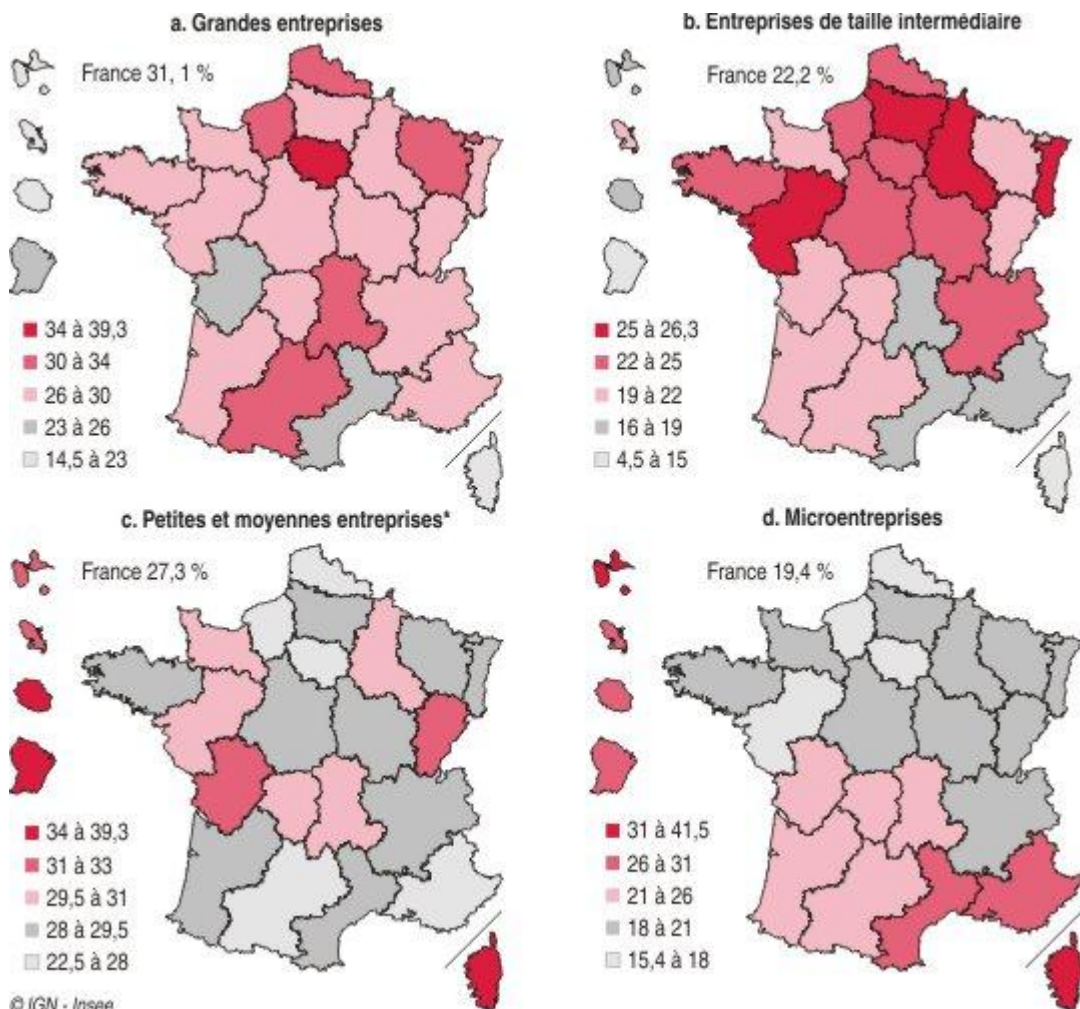 a. Grandes entreprises
France 31, 1 %
34 à 39,3
30 à 34
26 à 30
23 à 26
14,5 à 23
b. Entreprises de taille intermédiaire
France 22,2 %
25 à 26,3
22 à 25
19 à 22
16 à 19
4,5 à 15
c. Petites et moyennes entreprises*
France 27,3 %
34 à 39,3
31 à 33
29,5 à 31
28 à 29,5
22,5 à 28
d. Microentreprises
France 19,4 %
31 à 41,5
26 à 31
21 à 26
18 à 21
15,4 à 18
© IGN - Insee